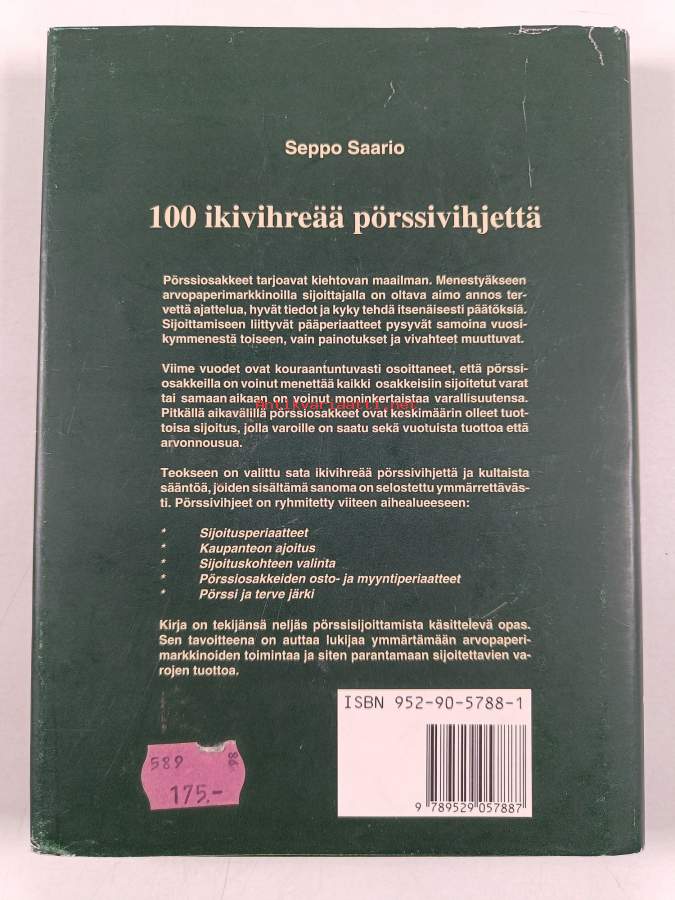 Seppo Saario
100 ikivihreää pörssivihjettä
Pörssiosakkeet tarjoavat kiehtovan maailman. Menestyäkseen
arvopaperimarkkinoilla sijoittajalla on oltava aimo annos ter-
vettä ajattelua, hyvät tiedot ja kyky tehdä itsenäisesti päätöksiä.
Sijoittamiseen liittyvät pääperiaatteet pysyvät samoina vuosi-
kymmenestä toiseen, vain painotukset ja vivahteet muuttuvat.
Viime vuodet ovat kouraantuntuvasti osoittaneet, että pörssi-
osakkeilla on voinut menettää kaikki osakkeisiin sijoitetut varat
tai samaan aikaan on voinut moninkertaistaa varallisuutensa.
Antikvariaatti.net
Pitkällä aikavälillä pörssiosakkeet ovat keskimäärin olleet tuot-
toisa sijoitus, jolla varoille on saatu sekä vuotuista tuottoa että
arvonnousua.
Teokseen on valittu sata ikivihreää pörssivihjettä ja kultaista
sääntöä, joiden sisältämä sanoma on selostettu ymmärrettäväs-
ti. Pörssivihjeet on ryhmitetty viiteen aihealueeseen:
* Sijoitusperiaatteet
* Kaupanteon ajoitus
* Sijoituskohteen valinta
* Pörssiosakkeiden osto- ja myyntiperiaatteet
* Pörssi ja terve järki
Kirja on tekijänsä neljäs pörssisijoittamista käsittelevä opas.
Sen tavoitteena on auttaa lukijaa ymmärtämään arvopaperi-
markkinoiden toimintaa ja siten parantamaan sijoitettavien va-
rojen tuottoa.
ISBN 952-90-5788-1
9 789529 057887
589
175.-